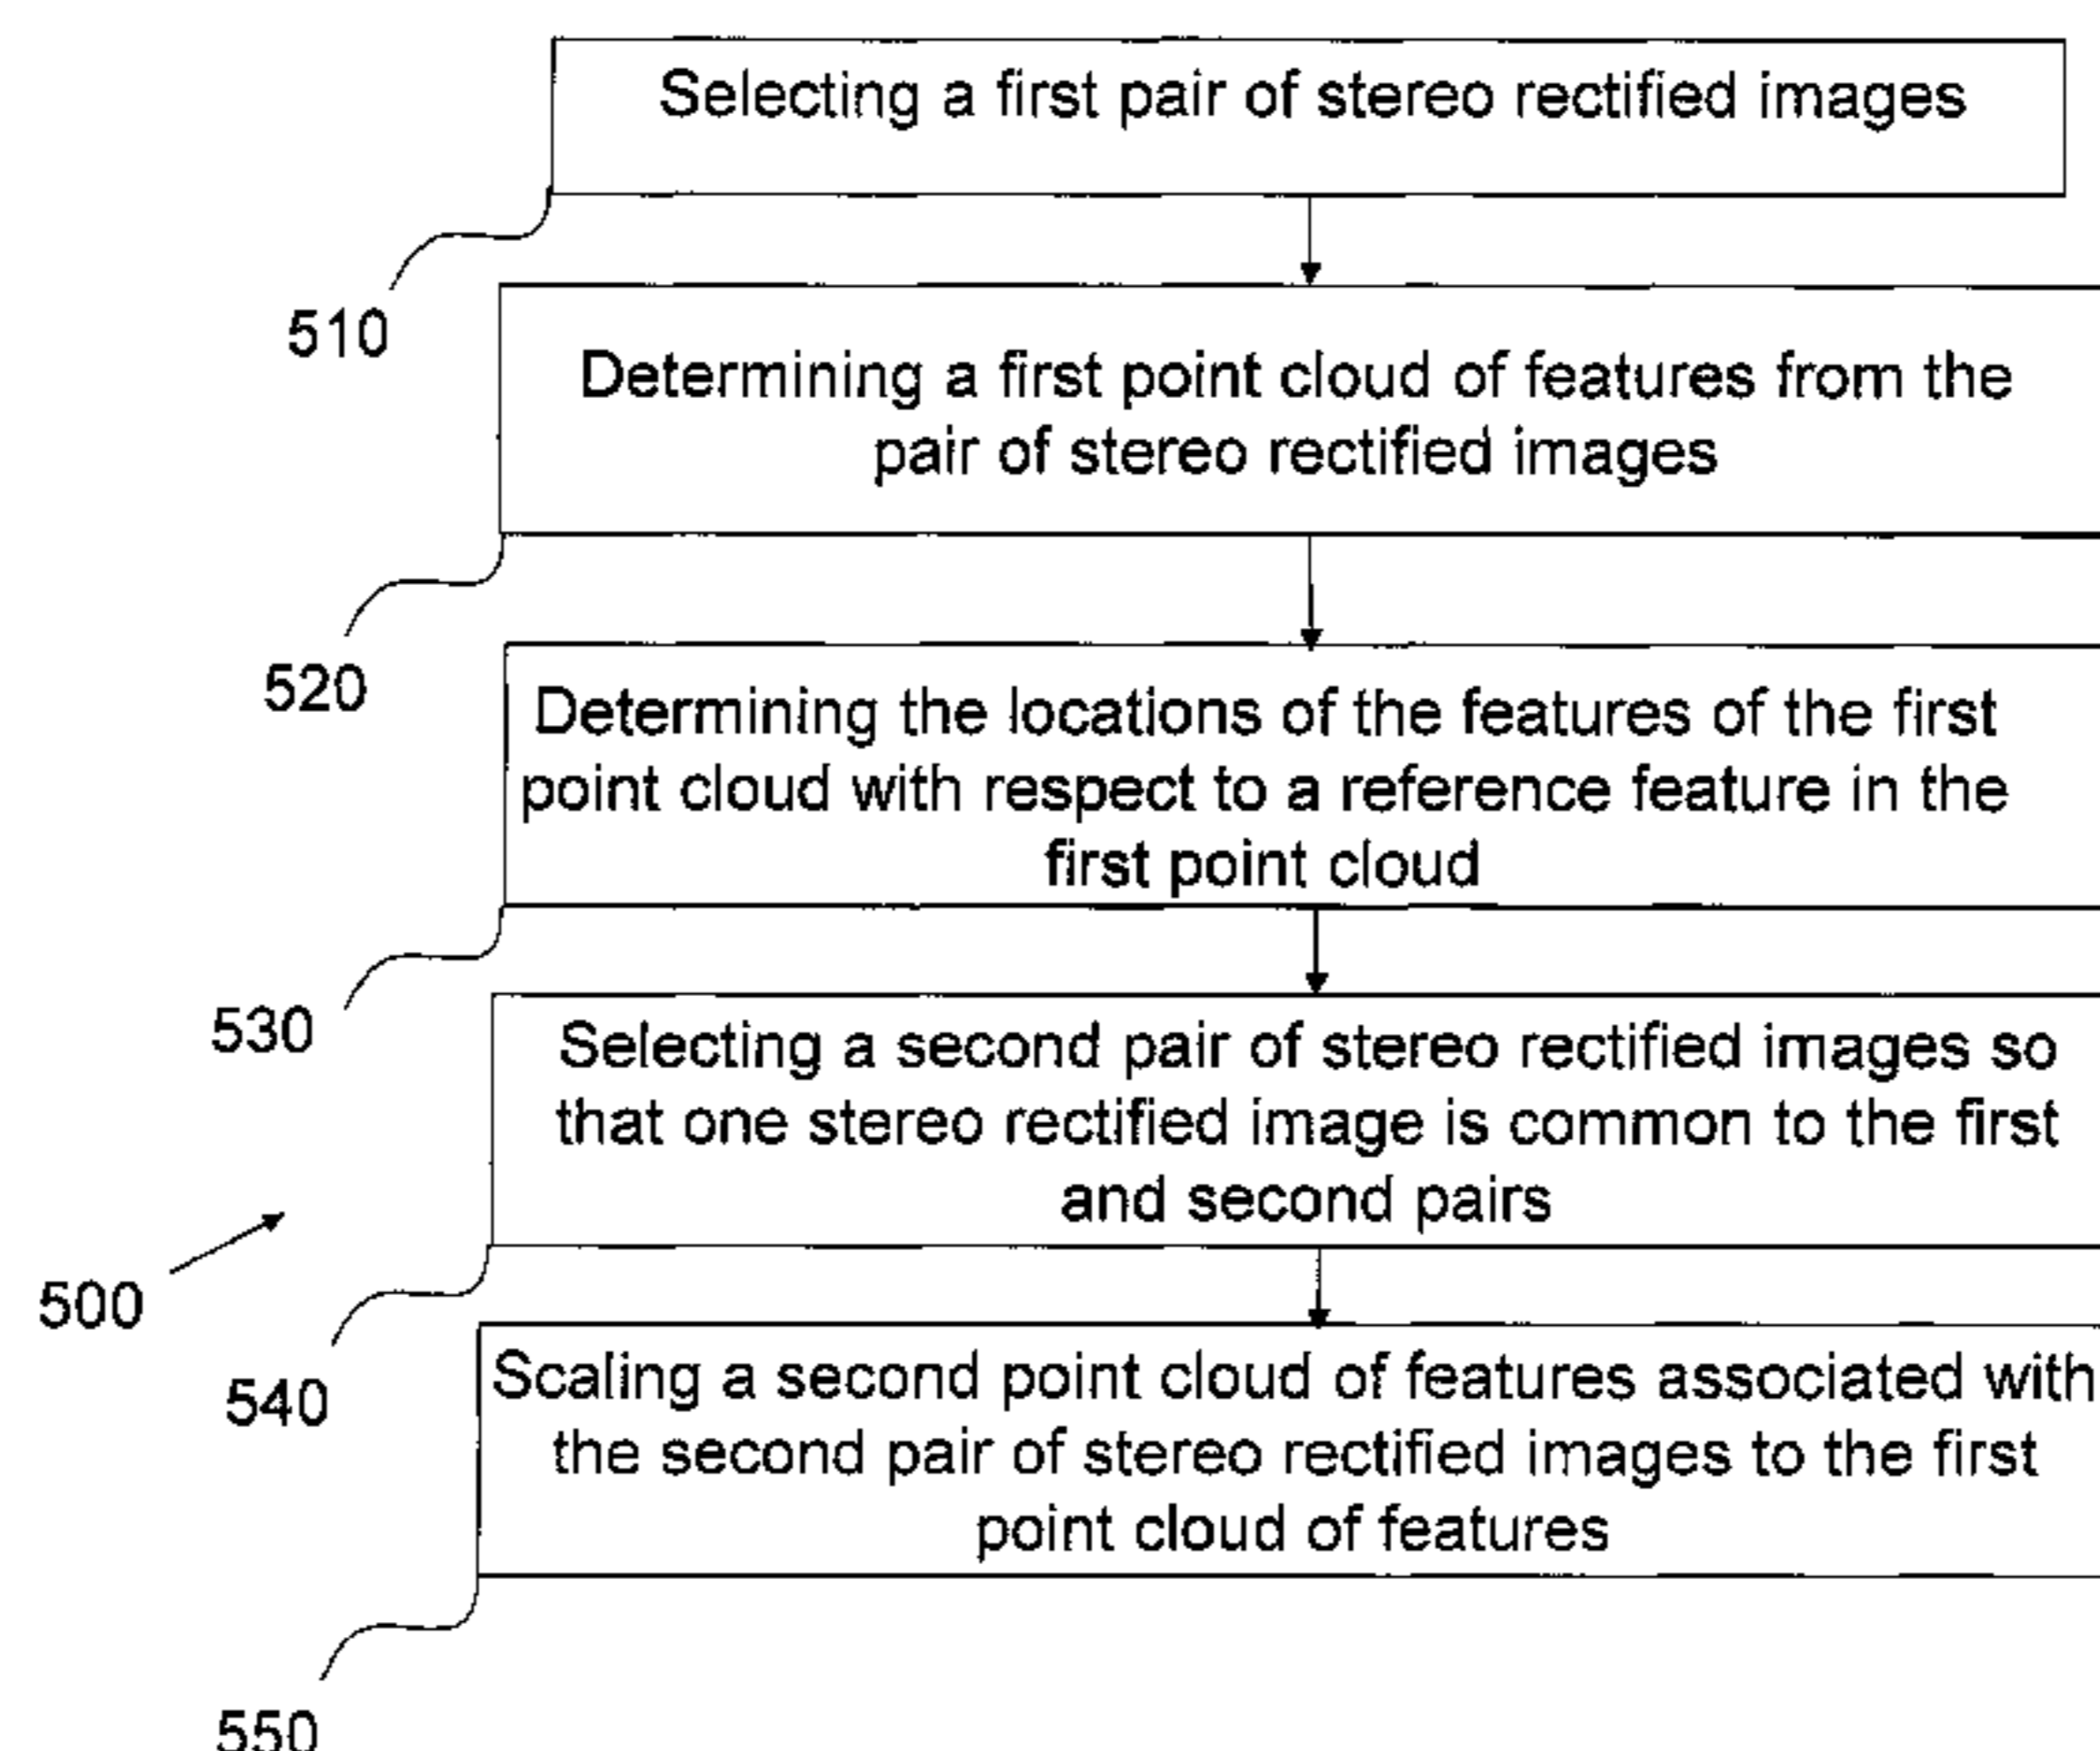 Selecting a first pair of stereo rectified images
510
Determining a first point cloud of features from the
pair of stereo rectified images
520
Determining the locations of the features of the first
point cloud with respect to a reference feature in the
first point cloud
530
Selecting a second pair of stereo rectified images so
that one stereo rectified image is common to the first
and second pairs
500
540
Scaling a second point cloud of features associated with
the second pair of stereo rectified images to the first
point cloud of features
550